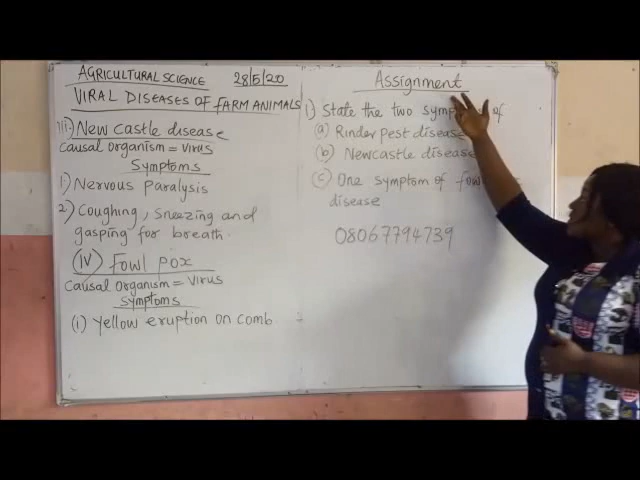 AGRICULTURAL SCIENCE 28/5/20
VIRAL DISEASES OF fARM ANIMALS
iii. New Castle disease
Causal organism = Virus
Symptoms
1) Nervous paralysis
2) Coughing, sneezing and
gasping for breath.
(IV) fowl pox
Causal organism = Virus
symptoms
(i) yellow eruption on comb
Assignment
1) State the two of
(a) Rinder pest disease
(b) Newcastle disease
(c) One symptom of
disease
08067794739